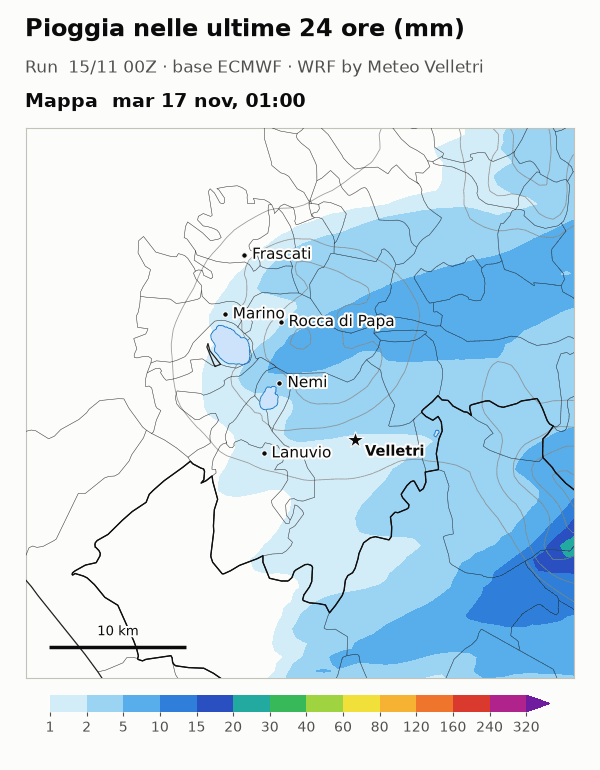 Pioggia nelle ultime 24 ore (mm)
Run  15/11 00Z · base ECMWF · WRF by Meteo Velletri
Mappa  mar 17 nov, 01:00
Frascati
Marino
Rocca di Papa
Nemi
Velletri
Lanuvio
10 km
1 2 5 10 15 20 30 40 60 80 120 160 240 320